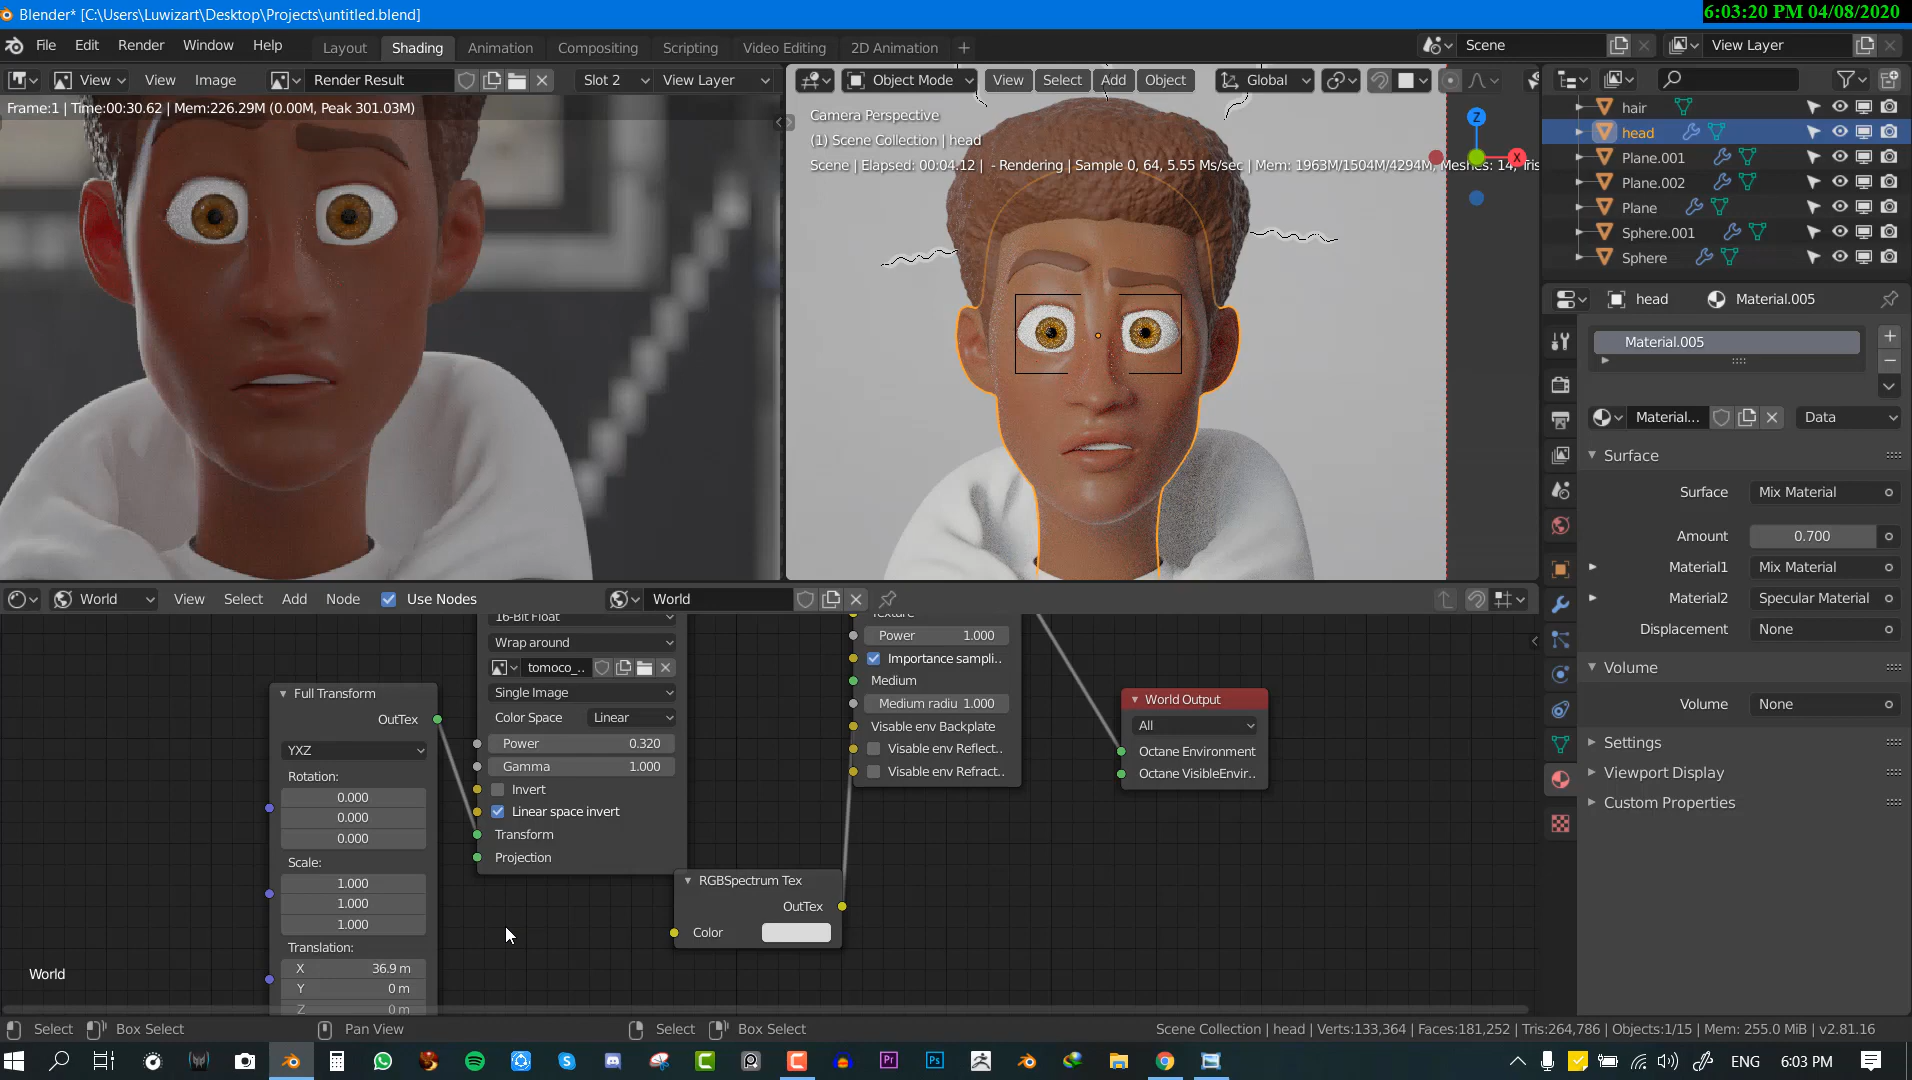 Blender* [C:\Users\Luwizart\Desktop\Projects\untitled.blend]
6:03:20 PM 04/08/2020
File Edit Render Window Help
Layout Shading Animation Compositing Scripting Video Editing 2D Animation +
Scene
View Layer
View View Image Render Result Slot 2 View Layer
Object Mode View Select Add Object Global
Frame:1 | Time:00:30.62 | Mem:226.29M (0.00M, Peak 301.03M)
Camera Perspective
(1) Scene Collection | head
Scene | Elapsed: 00:04.12 | - Rendering | Sample 0, 64, 5.55 Ms/sec | Mem: 1963M/1504M/4294M, Meshes: 14, Tris
Z
X
hair
head
Plane.001
Plane.002
Plane
Sphere.001
Sphere
head Material.005
Material.005
Material... Data
Surface
Surface Mix Material
Amount 0.700
Material1 Mix Material
Material2 Specular Material
Displacement None
Volume
Volume None
Settings
Viewport Display
Custom Properties
World View Select Add Node Use Nodes World
Full Transform
OutTex
YXZ
Rotation:
0.000
0.000
0.000
Scale:
1.000
1.000
1.000
Translation:
X 36.9 m
Y 0 m
Z 0 m
16-Bit Float
Wrap around
tomoco_..
Single Image
Color Space Linear
Power 0.320
Gamma 1.000
Invert
Linear space invert
Transform
Projection
RGBSpectrum Tex
OutTex
Color
Texture
Power 1.000
Importance sampli..
Medium
Medium radiu 1.000
Visable env Backplate
Visable env Reflect..
Visable env Refract..
World Output
All
Octane Environment
Octane VisibleEnvir..
World
Select Box Select Pan View Select Box Select
Scene Collection | head | Verts:133,364 | Faces:181,252 | Tris:264,786 | Objects:1/15 | Mem: 255.0 MiB | v2.81.16
ENG 6:03 PM